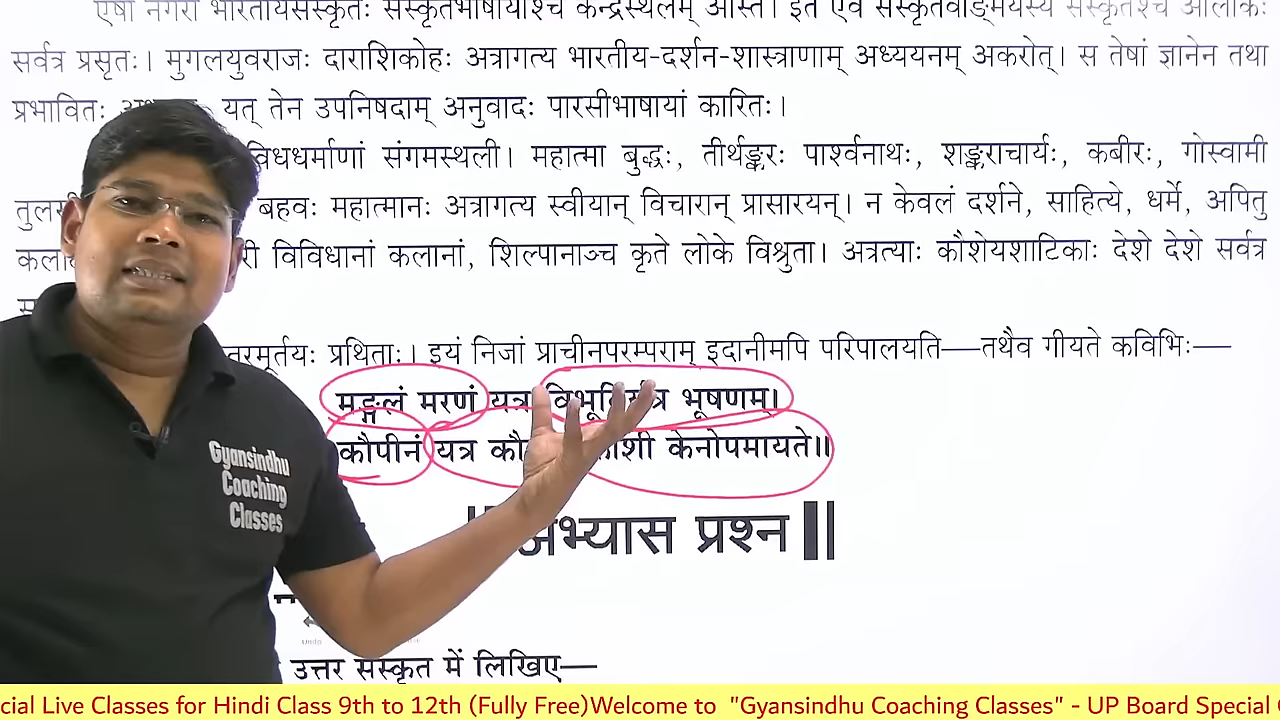 एषा नगरी भारतीयसंस्कृतेः संस्कृतभाषायाश्च केन्द्रस्थलम् अस्ति। इत एव संस्कृतवाङ्मयस्य संस्कृतेश्च आलोकः
सर्वत्र प्रसृतः। मुगलयुवराजः दाराशिकोहः अत्रागत्य भारतीय-दर्शन-शास्त्राणाम् अध्ययनम् अकरोत्। स तेषां ज्ञानेन तथा
प्रभावितः यत् तेन उपनिषदाम् अनुवादः पारसीभाषायां कारितः।
विधधर्माणां संगमस्थली। महात्मा बुद्धः, तीर्थङ्करः पार्श्वनाथः, शङ्कराचार्यः, कबीरः, गोस्वामी
बहवः महात्मानः अत्रागत्य स्वीयान् विचारान् प्रासारयन्। न केवलं दर्शने, साहित्ये, धर्मे, अपितु
री विविधानां कलानां, शिल्पानाञ्च कृते लोके विश्रुता। अत्रत्याः कौशेयशाटिकाः देशे देशे सर्वत्र
तरमूर्तयः प्रथिताः। इयं निजां प्राचीनपरम्पराम् इदानीमपि परिपालयति—तथैव गीयते कविभिः—
मङ्गलं मरणं यत्र भूषणम्।
कौपीनं यत्र केनोपमायते॥
अभ्यास प्रश्न
उत्तर संस्कृत में लिखिए—
Gyansindhu
Coaching
Classes
cial Live Classes for Hindi Class 9th to 12th (Fully Free)Welcome to "Gyansindhu Coaching Classes" - UP Board Special